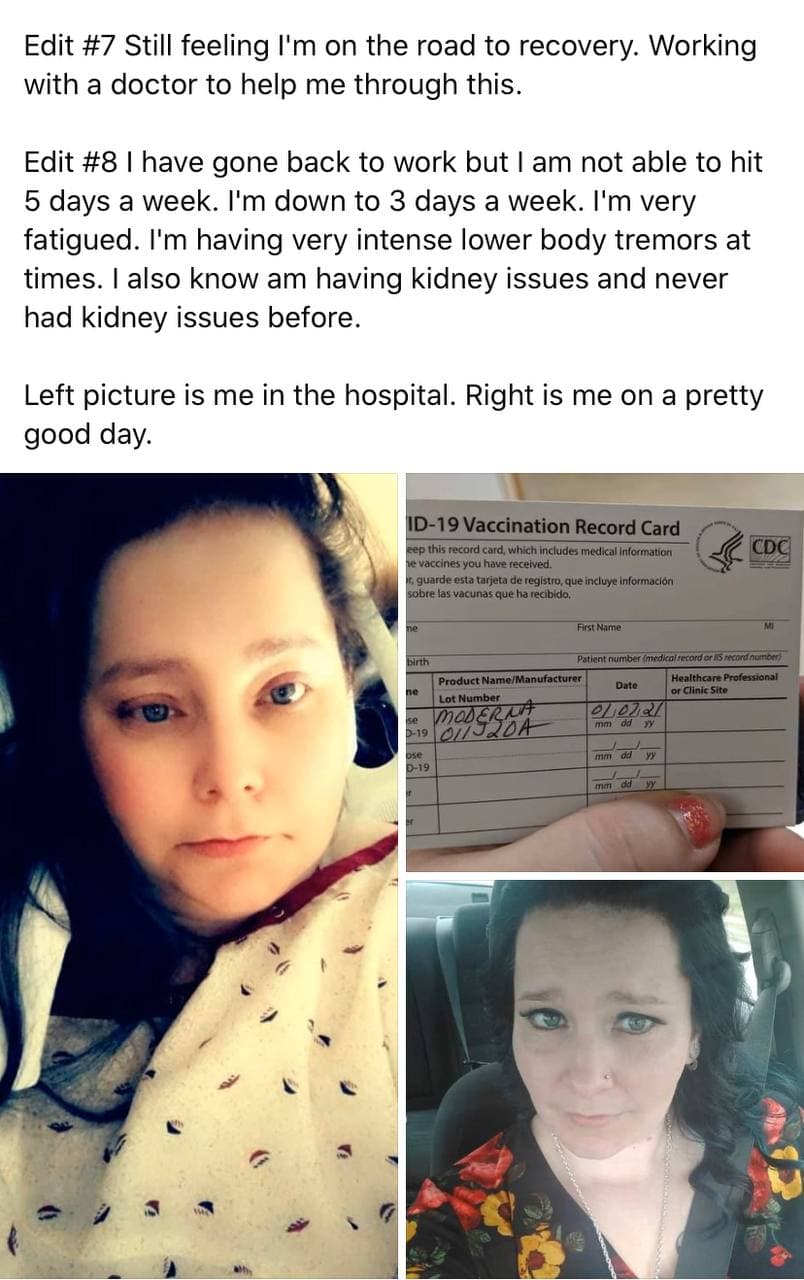 Edit #7 Still feeling I'm on the road to recovery. Working
with a doctor to help me through this.
Edit #8 I have gone back to work but I am not able to hit
5 days a week. I'm down to 3 days a week. I'm very
fatigued. I'm having very intense lower body tremors at
times. I also know am having kidney issues and never
had kidney issues before.
Left picture is me in the hospital. Right is me on a pretty
good day.
ID-19 Vaccination Record Card
CDC
eep this record card, which includes medical information
he vaccines you have received.
r, guarde esta tarjeta de registro, que incluye información
sobre las vacunas que ha recibido.
me First Name MI
birth Patient number (medical record or IIS record number)
ne Product Name/Manufacturer Date Healthcare Professional
Lot Number or Clinic Site
se MODERNA 01/07/21
D-19 011J20A mm dd yy
ose
D-19 mm dd yy
er mm dd yy
er